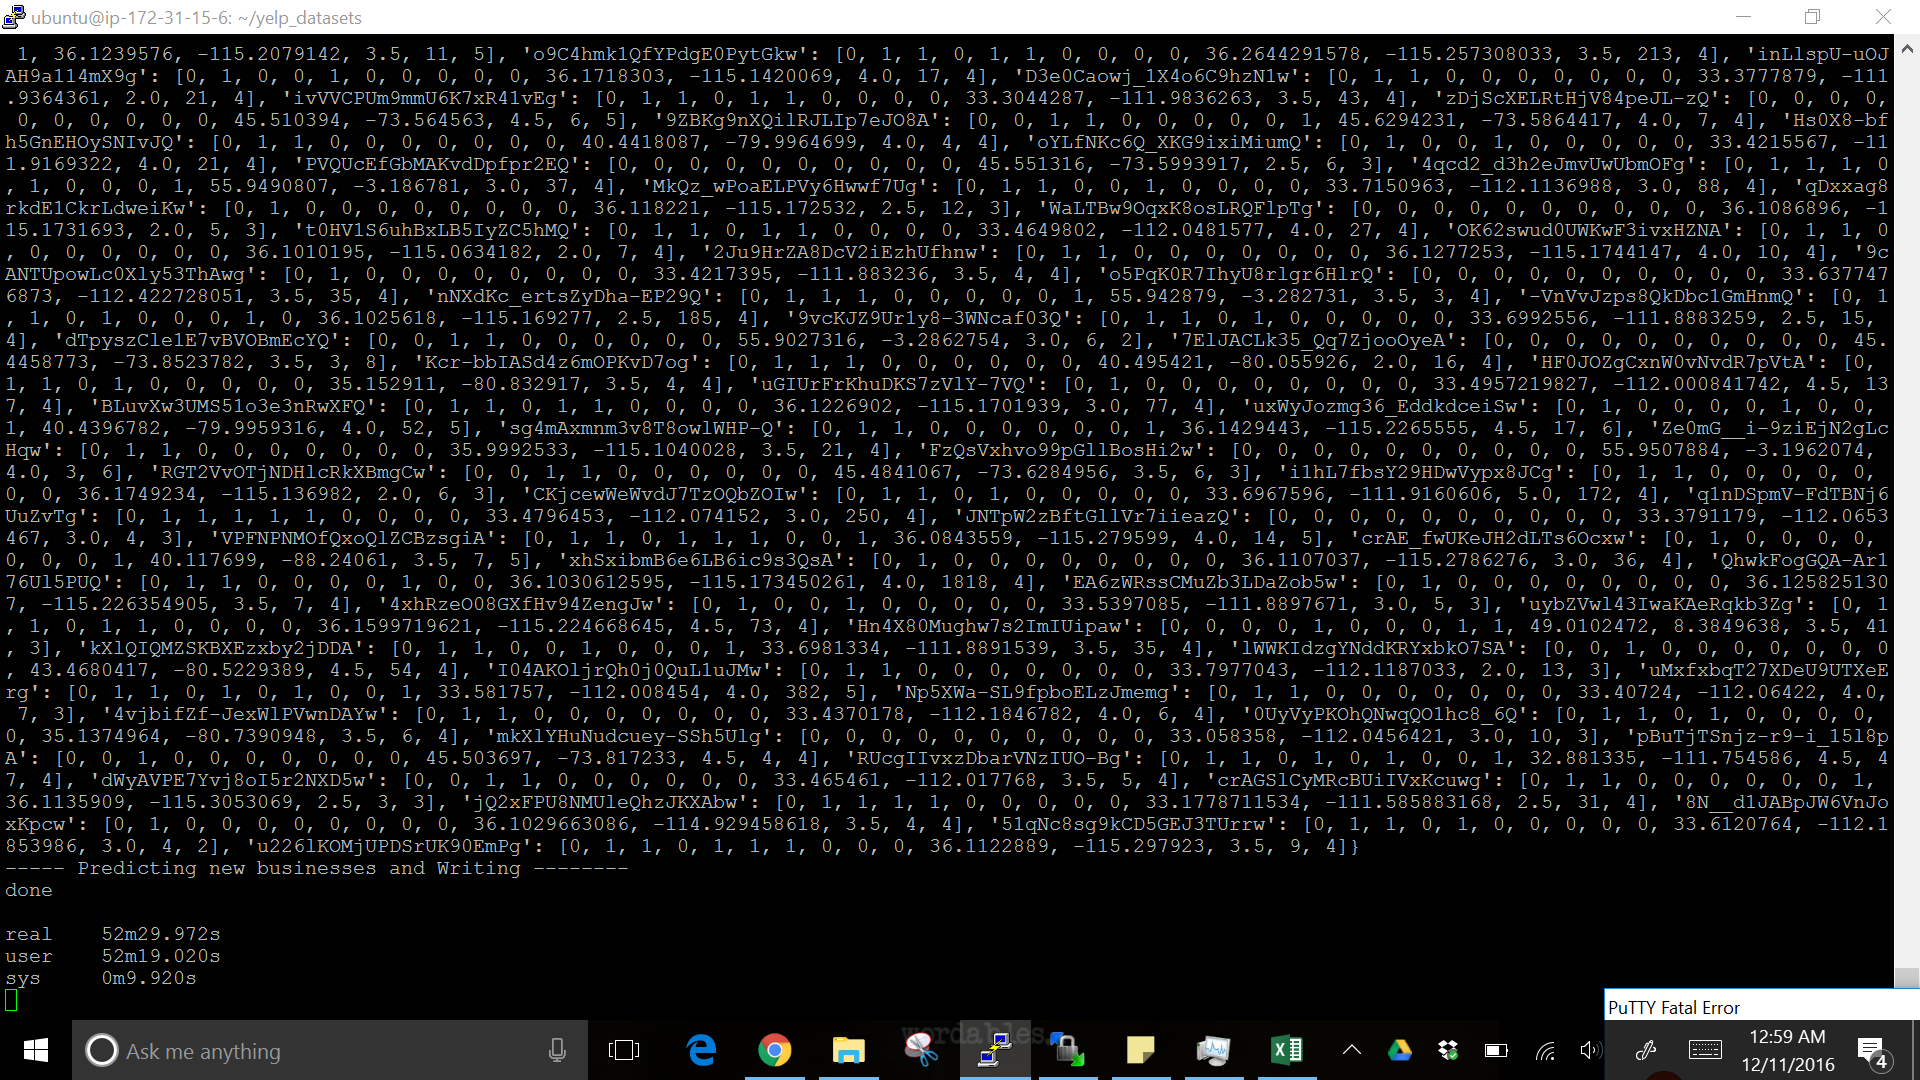 ubuntu@ip-172-31-15-6: ~/yelp_datasets
 1, 36.1239576, -115.2079142, 3.5, 11, 5], 'o9C4hmk1QfYPdgE0PytGkw': [0, 1, 1, 0, 1, 1, 0, 0, 0, 0, 36.2644291578, -115.257308033, 3.5, 213, 4], 'inLlspU-uOJ
AH9a114mX9g': [0, 1, 0, 0, 1, 0, 0, 0, 0, 0, 36.1718303, -115.1420069, 4.0, 17, 4], 'D3e0Caowj_1X4o6C9hzN1w': [0, 1, 1, 0, 0, 0, 0, 0, 0, 0, 33.3777879, -111
.9364361, 2.0, 21, 4], 'ivVVCPUm9mmU6K7xR41vEg': [0, 1, 1, 0, 1, 1, 0, 0, 0, 0, 33.3044287, -111.9836263, 3.5, 43, 4], 'zDjScXELRtHjV84peJL-zQ': [0, 0, 0, 0,
 0, 0, 0, 0, 0, 0, 45.510394, -73.564563, 4.5, 6, 5], '9ZBKg9nXQilRJLIp7eJO8A': [0, 0, 1, 1, 0, 0, 0, 0, 0, 1, 45.6294231, -73.5864417, 4.0, 7, 4], 'Hs0X8-bf
h5GnEHOySNIvJQ': [0, 1, 1, 0, 0, 0, 0, 0, 0, 0, 40.4418087, -79.9964699, 4.0, 4, 4], 'oYLfNKc6Q_XKG9ixiMiumQ': [0, 1, 0, 0, 1, 0, 0, 0, 0, 0, 33.4215567, -11
1.9169322, 4.0, 21, 4], 'PVQUcEfGbMAKvdDpfpr2EQ': [0, 0, 0, 0, 0, 0, 0, 0, 0, 0, 45.551316, -73.5993917, 2.5, 6, 3], '4qcd2_d3h2eJmvUwUbmOFg': [0, 1, 1, 1, 0
, 1, 0, 0, 0, 1, 55.9490807, -3.186781, 3.0, 37, 4], 'MkQz_wPoaELPVy6Hwwf7Ug': [0, 1, 1, 0, 0, 1, 0, 0, 0, 0, 33.7150963, -112.1136988, 3.0, 88, 4], 'qDxxag8
rkdE1CkrLdweiKw': [0, 1, 0, 0, 0, 0, 0, 0, 0, 0, 36.118221, -115.172532, 2.5, 12, 3], 'WaLTBw9OqxK8osLRQFlpTg': [0, 0, 0, 0, 0, 0, 0, 0, 0, 0, 36.1086896, -1
15.1731693, 2.0, 5, 3], 't0HV1S6uhBxLB5IyZC5hMQ': [0, 1, 1, 0, 1, 1, 0, 0, 0, 0, 33.4649802, -112.0481577, 4.0, 27, 4], 'OK62swud0UWKwF3ivxHZNA': [0, 1, 1, 0
, 0, 0, 0, 0, 0, 0, 36.1010195, -115.0634182, 2.0, 7, 4], '2Ju9HrZA8DcV2iEzhUfhnw': [0, 1, 1, 0, 0, 0, 0, 0, 0, 0, 36.1277253, -115.1744147, 4.0, 10, 4], '9c
ANTUpowLc0Xly53ThAwg': [0, 1, 0, 0, 0, 0, 0, 0, 0, 0, 33.4217395, -111.883236, 3.5, 4, 4], 'o5PqK0R7IhyU8rlgr6HlrQ': [0, 0, 0, 0, 0, 0, 0, 0, 0, 0, 33.637747
6873, -112.422728051, 3.5, 35, 4], 'nNXdKc_ertsZyDha-EP29Q': [0, 1, 1, 1, 0, 0, 0, 0, 0, 1, 55.942879, -3.282731, 3.5, 3, 4], '-VnVvJzps8QkDbc1GmHnmQ': [0, 1
, 1, 0, 1, 0, 0, 0, 1, 0, 36.1025618, -115.169277, 2.5, 185, 4], '9vcKJZ9Urly8-3WNcaf03Q': [0, 1, 1, 0, 1, 0, 0, 0, 0, 0, 33.6992556, -111.8883259, 2.5, 15,
4], 'dTpyszCle1E7vBVOBmEcYQ': [0, 0, 1, 1, 0, 0, 0, 0, 0, 0, 55.9027316, -3.2862754, 3.0, 6, 2], '7ElJACLk35_Qq7ZjooOyeA': [0, 0, 0, 0, 0, 0, 0, 0, 0, 0, 45.
4458773, -73.8523782, 3.5, 3, 8], 'Kcr-bbIASd4z6mOPKvD7og': [0, 1, 1, 1, 0, 0, 0, 0, 0, 0, 40.495421, -80.055926, 2.0, 16, 4], 'HF0JOZgCxnW0vNvdR7pVtA': [0,
1, 1, 0, 1, 0, 0, 0, 0, 0, 35.152911, -80.832917, 3.5, 4, 4], 'uGIUrFrKhuDKS7zVlY-7VQ': [0, 1, 0, 0, 0, 0, 0, 0, 0, 0, 33.4957219827, -112.000841742, 4.5, 13
7, 4], 'BLuvXw3UMS51o3e3nRwXFQ': [0, 1, 1, 0, 1, 1, 0, 0, 0, 0, 36.1226902, -115.1701939, 3.0, 77, 4], 'uxWyJozmg36_EddkdceiSw': [0, 1, 0, 0, 0, 0, 1, 0, 0,
1, 40.4396782, -79.9959316, 4.0, 52, 5], 'sg4mAxmnm3v8T8owlWHP-Q': [0, 1, 1, 0, 0, 0, 0, 0, 0, 1, 36.1429443, -115.2265555, 4.5, 17, 6], 'Ze0mG__i-9ziEjN2gLc
Hqw': [0, 1, 1, 0, 0, 0, 0, 0, 0, 0, 35.9992533, -115.1040028, 3.5, 21, 4], 'FzQsVxhvo99pGllBosHi2w': [0, 0, 0, 0, 0, 0, 0, 0, 0, 0, 55.9507884, -3.1962074,
4.0, 3, 6], 'RGT2VvOTjNDHlcRkXBmgCw': [0, 0, 1, 1, 0, 0, 0, 0, 0, 0, 45.4841067, -73.6284956, 3.5, 6, 3], 'i1hL7fbsY29HDwVypx8JCg': [0, 1, 1, 0, 0, 0, 0, 0,
 0, 0, 36.1749234, -115.136982, 2.0, 6, 3], 'CKjcewWeWvdJ7TzOQbZOIw': [0, 1, 1, 0, 1, 0, 0, 0, 0, 0, 33.6967596, -111.9160606, 5.0, 172, 4], 'q1nDSpmV-FdTBNj6
UuZvTg': [0, 1, 1, 1, 1, 1, 0, 0, 0, 0, 33.4796453, -112.074152, 3.0, 250, 4], 'JNTpW2zBftGllVr7iieazQ': [0, 0, 0, 0, 0, 0, 0, 0, 0, 0, 33.3791179, -112.0653
467, 3.0, 4, 3], 'VPFNPNMOfQxoQlZCBzsgiA': [0, 1, 1, 0, 1, 1, 1, 0, 0, 1, 36.0843559, -115.279599, 4.0, 14, 5], 'crAE_fwUKeJH2dLTs6Ocxw': [0, 1, 0, 0, 0, 0,
 0, 0, 0, 1, 40.117699, -88.24061, 3.5, 7, 5], 'xhSxibmB6e6LB6ic9s3QsA': [0, 1, 0, 0, 0, 0, 0, 0, 0, 0, 36.1107037, -115.2786276, 3.0, 36, 4], 'QhwkFogGQA-Ar1
76Ul5PUQ': [0, 1, 1, 0, 0, 0, 0, 1, 0, 0, 36.1030612595, -115.173450261, 4.0, 1818, 4], 'EA6zWRssCMuZb3LDaZob5w': [0, 1, 0, 0, 0, 0, 0, 0, 0, 0, 36.125825130
7, -115.226354905, 3.5, 7, 4], '4xhRzeO08GXfHv94ZengJw': [0, 1, 0, 0, 1, 0, 0, 0, 0, 0, 33.5397085, -111.8897671, 3.0, 5, 3], 'uybZVwl43IwaKAeRqkb3Zg': [0, 1
, 1, 0, 1, 1, 0, 0, 0, 0, 36.1599719621, -115.224668645, 4.5, 73, 4], 'Hn4X80Mughw7s2ImIUipaw': [0, 0, 0, 0, 1, 0, 0, 0, 1, 1, 49.0102472, 8.3849638, 3.5, 41
, 3], 'kXlQIQMZSKBXEzxby2jDDA': [0, 1, 1, 0, 0, 1, 0, 0, 0, 1, 33.6981334, -111.8891539, 3.5, 35, 4], 'lWWKIdzgYNddKRYxbkO7SA': [0, 0, 1, 0, 0, 0, 0, 0, 0, 0
, 43.4680417, -80.5229389, 4.5, 54, 4], 'I04AKOljrQh0j0QuL1uJMw': [0, 1, 1, 0, 0, 0, 0, 0, 0, 0, 33.7977043, -112.1187033, 2.0, 13, 3], 'uMxfxbqT27XDeU9UTXeE
rg': [0, 1, 1, 0, 1, 0, 1, 0, 0, 1, 33.581757, -112.008454, 4.0, 382, 5], 'Np5XWa-SL9fpboELzJmemg': [0, 1, 1, 0, 0, 0, 0, 0, 0, 0, 33.40724, -112.06422, 4.0,
 7, 3], '4vjbifZf-JexWlPVwnDAYw': [0, 1, 1, 0, 0, 0, 0, 0, 0, 0, 33.4370178, -112.1846782, 4.0, 6, 4], '0UyVyPKOhQNwqQO1hc8_6Q': [0, 1, 1, 0, 1, 0, 0, 0, 0,
 0, 35.1374964, -80.7390948, 3.5, 6, 4], 'mkXlYHuNudcuey-SSh5Ulg': [0, 0, 0, 0, 0, 0, 0, 0, 0, 0, 33.058358, -112.0456421, 3.0, 10, 3], 'pBuTjTSnjz-r9-i_15l8p
A': [0, 0, 1, 0, 0, 0, 0, 0, 0, 0, 45.503697, -73.817233, 4.5, 4, 4], 'RUcgIIvxzDbarVNzIUO-Bg': [0, 1, 1, 0, 1, 0, 0, 0, 1, 0, 32.881335, -111.754586, 4.5, 4
7, 4], 'dWyAVPE7Yvj8oI5r2NXD5w': [0, 0, 1, 1, 0, 0, 0, 0, 0, 0, 33.465461, -112.017768, 3.5, 5, 4], 'crAGSlCyMRcBUiIVxKcuwg': [0, 1, 1, 0, 0, 0, 0, 0, 0, 1,
36.1135909, -115.3053069, 2.5, 3, 3], 'jQ2xFPU8NMUleQhzJKXAbw': [0, 1, 1, 1, 1, 0, 0, 0, 0, 0, 33.1778711534, -111.585883168, 2.5, 31, 4], '8N__d1JABpJW6VnJo
xKpcw': [0, 1, 0, 0, 0, 0, 0, 0, 0, 0, 36.1029663086, -114.929458618, 3.5, 4, 4], '51qNc8sg9kCD5GEJ3TUrrw': [0, 1, 1, 0, 1, 0, 0, 0, 0, 0, 33.6120764, -112.1
853986, 3.0, 4, 2], 'u226lKOMjUPDSrUK90EmPg': [0, 1, 1, 0, 1, 1, 1, 0, 0, 0, 36.1122889, -115.297923, 3.5, 9, 4]}
----- Predicting new businesses and Writing --------
done
real 52m29.972s
user 52m19.020s
sys 0m9.920s
PuTTY Fatal Error
wordables.
Ask me anything
12:59 AM
12/11/2016
4